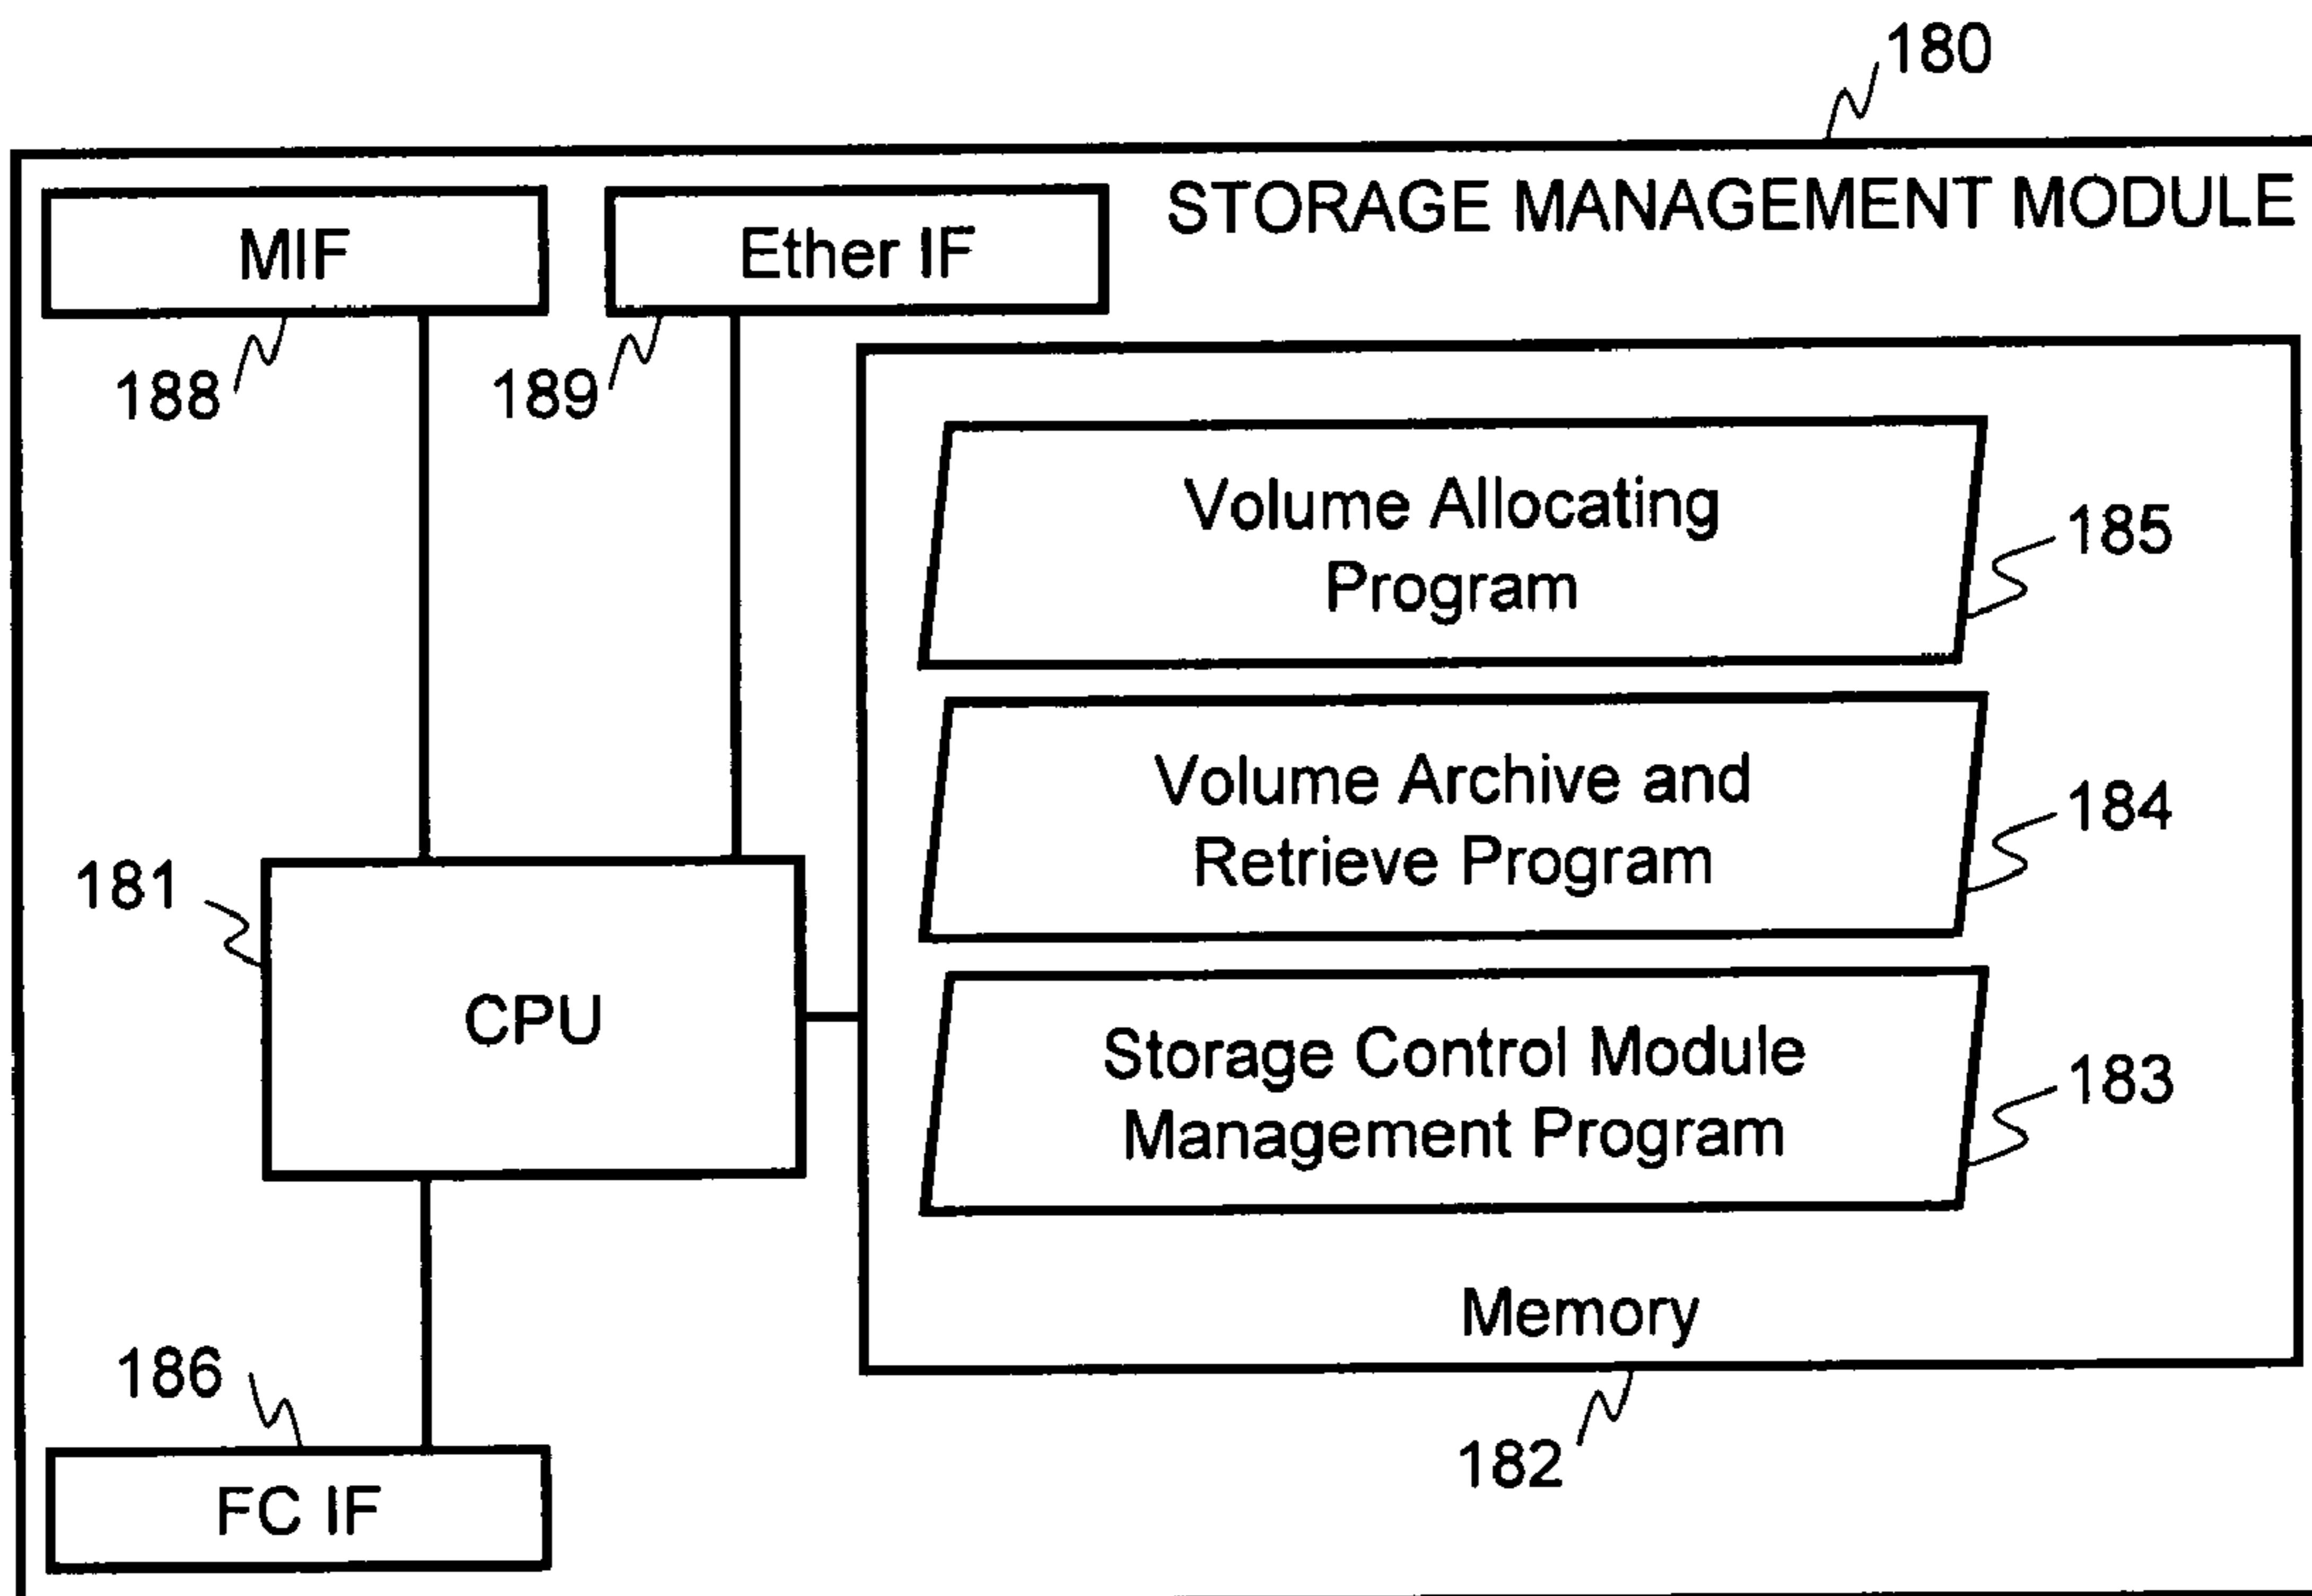 180
STORAGE MANAGEMENT MODULE
MIF
Ether IF
188
189
Volume Allocating
Program
185
Volume Archive and
Retrieve Program
184
181
CPU
Storage Control Module
Management Program
183
Memory
186
182
FC IF